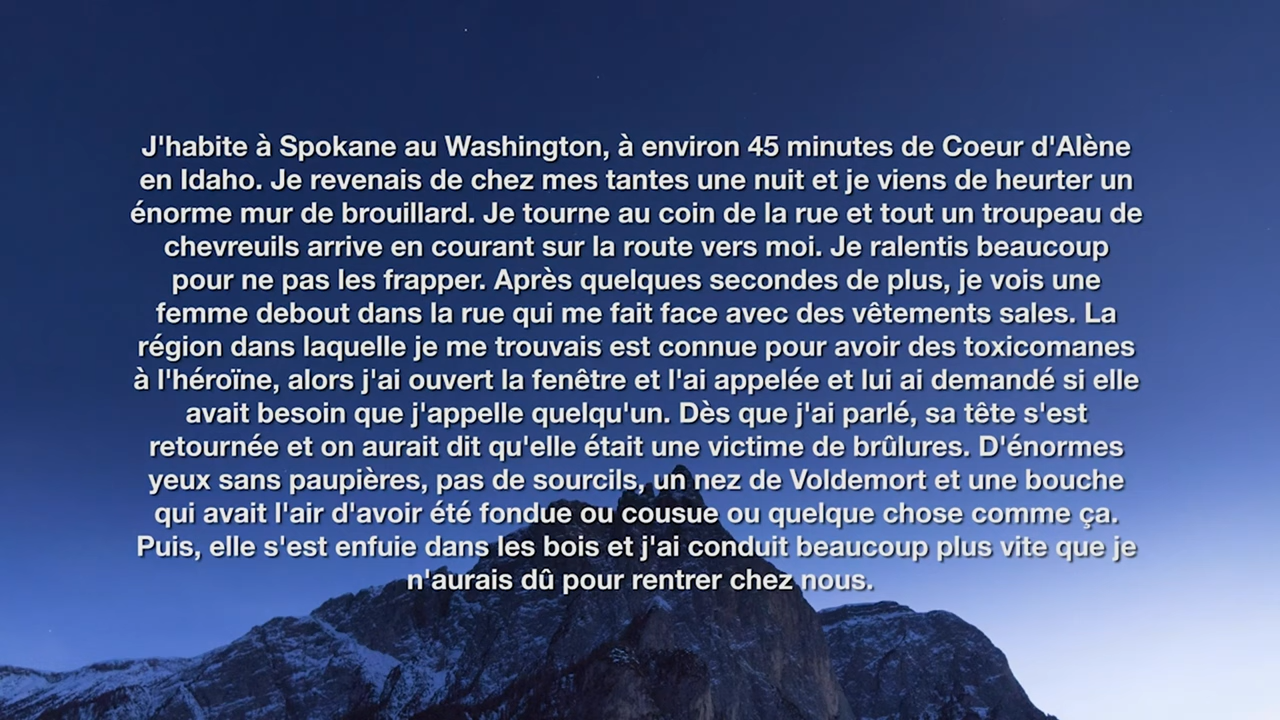 J'habite à Spokane au Washington, à environ 45 minutes de Coeur d'Alène
en Idaho. Je revenais de chez mes tantes une nuit et je viens de heurter un
énorme mur de brouillard. Je tourne au coin de la rue et tout un troupeau de
chevreuils arrive en courant sur la route vers moi. Je ralentis beaucoup
pour ne pas les frapper. Après quelques secondes de plus, je vois une
femme debout dans la rue qui me fait face avec des vêtements sales. La
région dans laquelle je me trouvais est connue pour avoir des toxicomanes
à l'héroïne, alors j'ai ouvert la fenêtre et l'ai appelée et lui ai demandé si elle
avait besoin que j'appelle quelqu'un. Dès que j'ai parlé, sa tête s'est
retournée et on aurait dit qu'elle était une victime de brûlures. D'énormes
yeux sans paupières, pas de sourcils, un nez de Voldemort et une bouche
qui avait l'air d'avoir été fondue ou cousue ou quelque chose comme ça.
Puis, elle s'est enfuie dans les bois et j'ai conduit beaucoup plus vite que je
n'aurais dû pour rentrer chez nous.